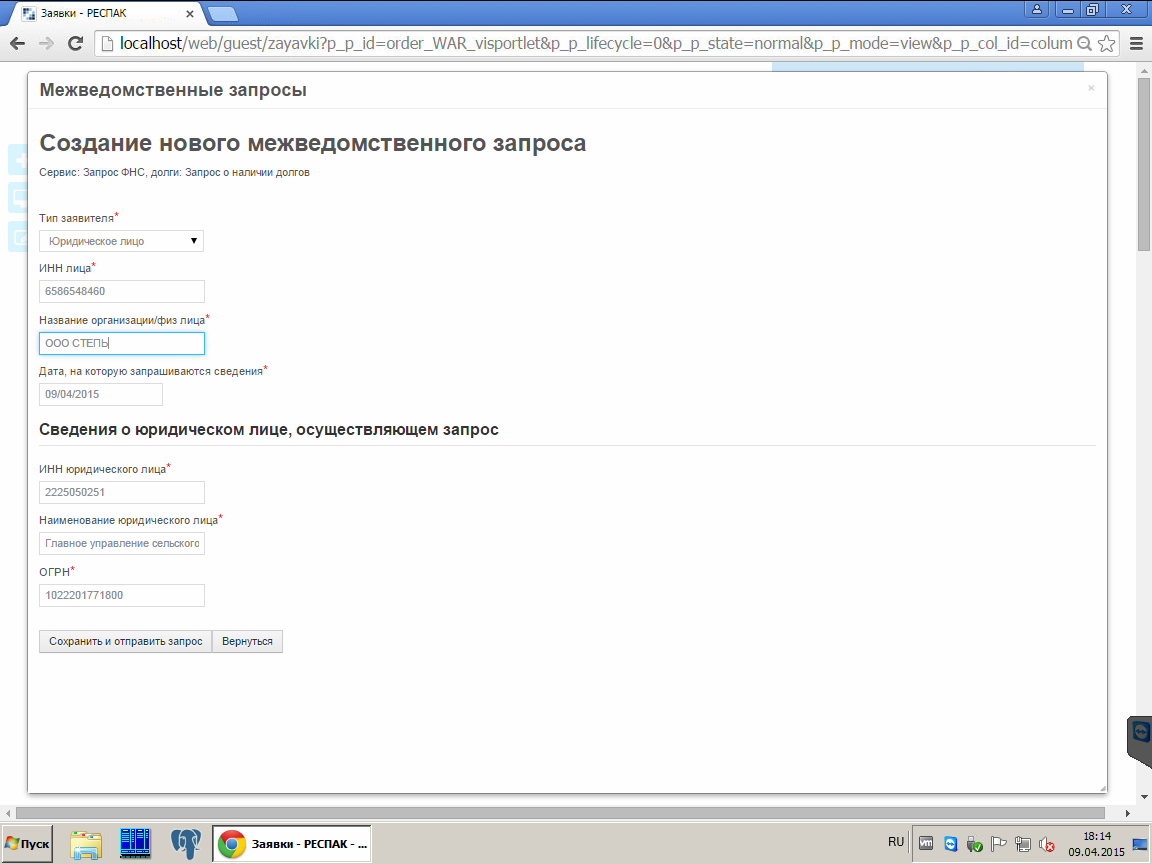 Заявки - РЕСПАК
localhost/web/guest/zayavki?p_p_id=order_WAR_visportlet&p_p_lifecycle=0&p_p_state=normal&p_p_mode=view&p_p_col_id=colum
Межведомственные запросы
Создание нового межведомственного запроса
Сервис: Запрос ФНС, долги: Запрос о наличии долгов
Тип заявителя*
Юридическое лицо
ИНН лица*
6586548460
Название организации/физ лица*
ООО СТЕПЬ
Дата, на которую запрашиваются сведения*
09/04/2015
Сведения о юридическом лице, осуществляющем запрос
ИНН юридического лица*
2225050251
Наименование юридического лица*
Главное управление сельского
ОГРН*
1022201771800
Сохранить и отправить запрос Вернуться
Пуск Заявки - РЕСПАК - ... RU vm 18:14
09.04.2015